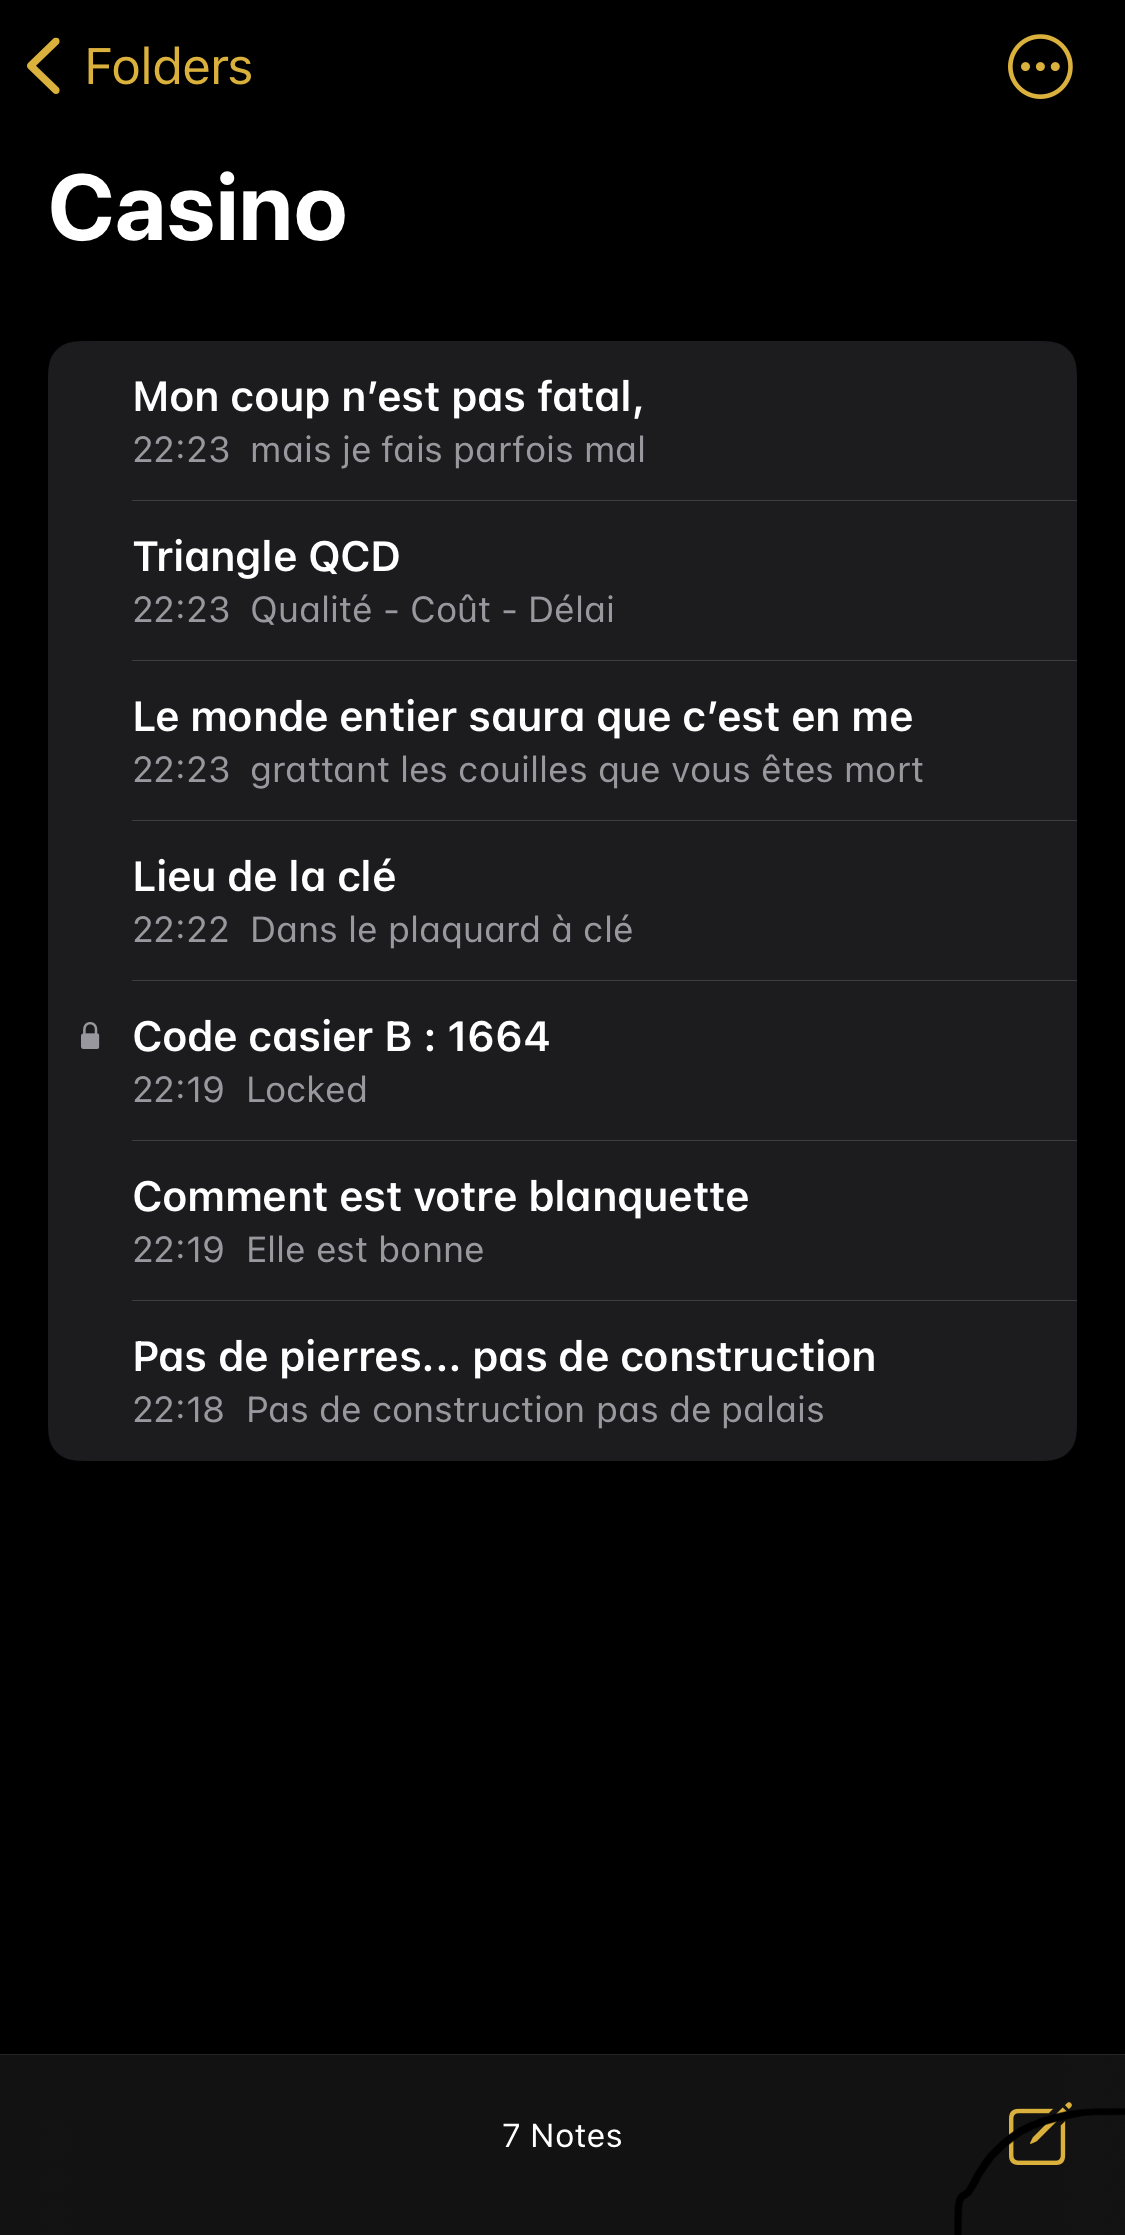 Folders
Casino
Mon coup n’est pas fatal,
22:23 mais je fais parfois mal
Triangle QCD
22:23 Qualité - Coût - Délai
Le monde entier saura que c’est en me
22:23 grattant les couilles que vous êtes mort
Lieu de la clé
22:22 Dans le plaquard à clé
Code casier B : 1664
22:19 Locked
Comment est votre blanquette
22:19 Elle est bonne
Pas de pierres... pas de construction
22:18 Pas de construction pas de palais
7 Notes